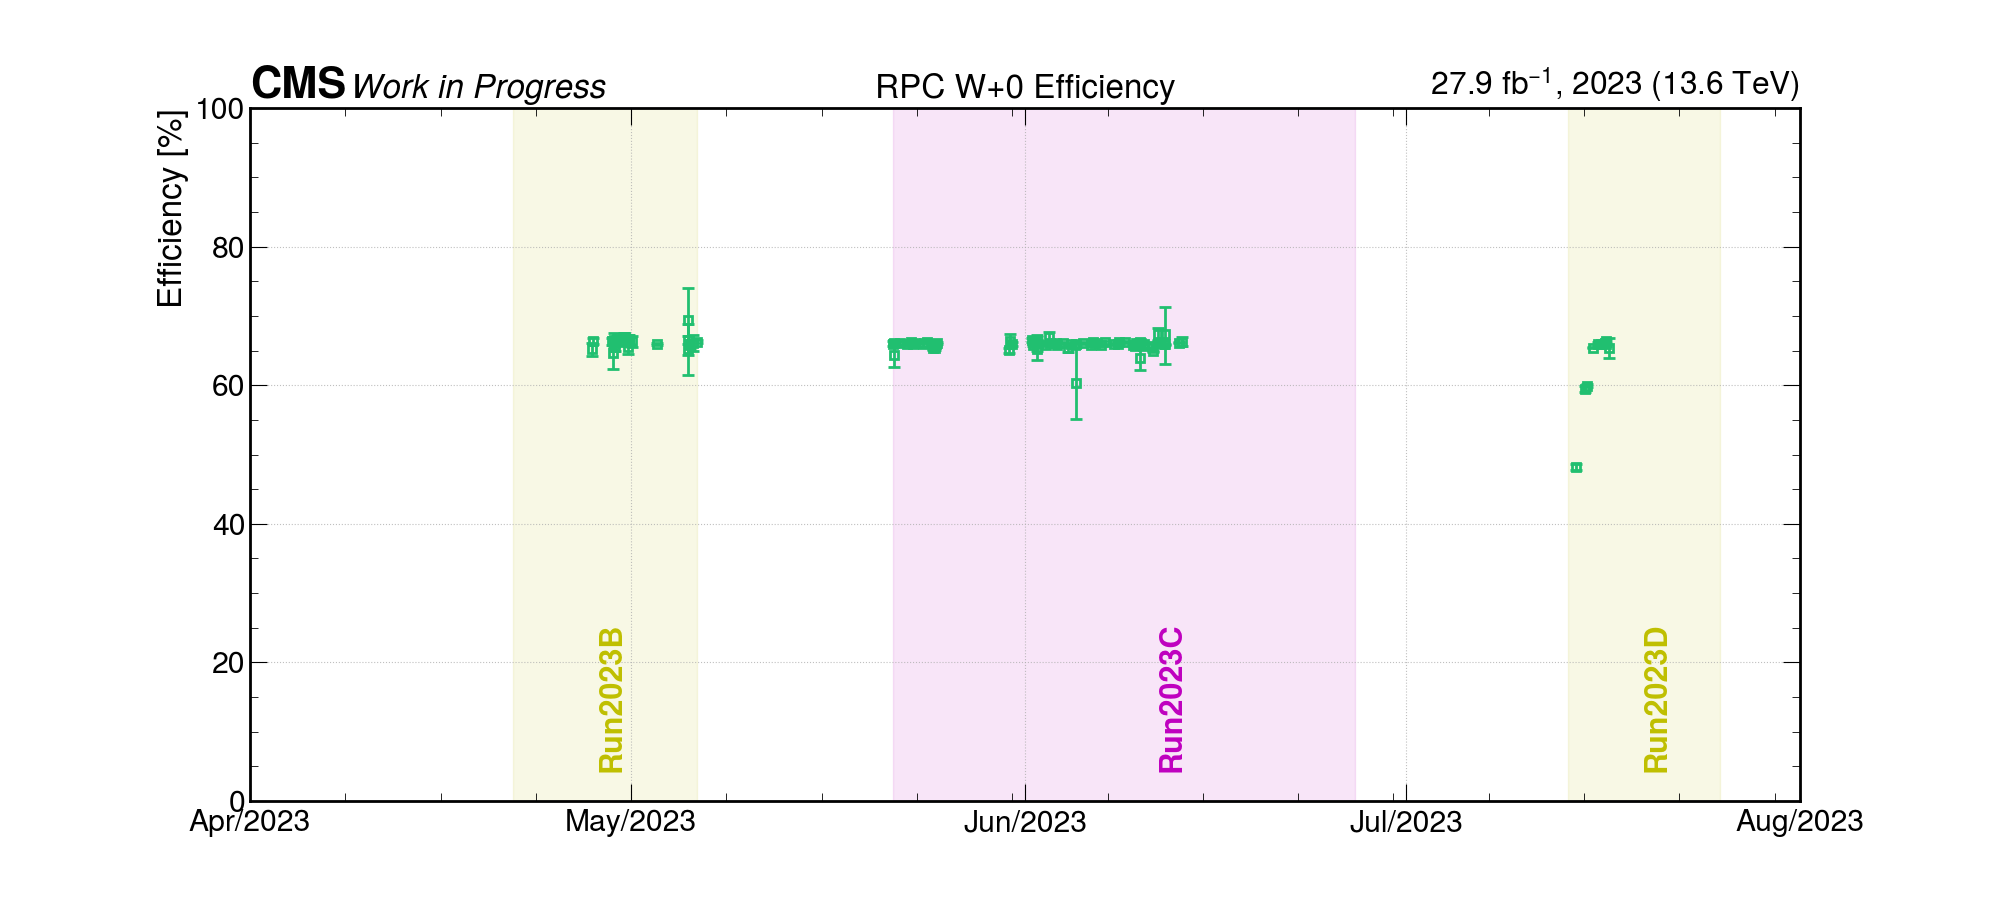 CMS Work in Progress
RPC W+0 Efficiency
27.9 fb⁻¹, 2023 (13.6 TeV)
Efficiency [%]
100
80
60
40
20
0
Run2023B
Run2023C
Run2023D
Apr/2023
May/2023
Jun/2023
Jul/2023
Aug/2023